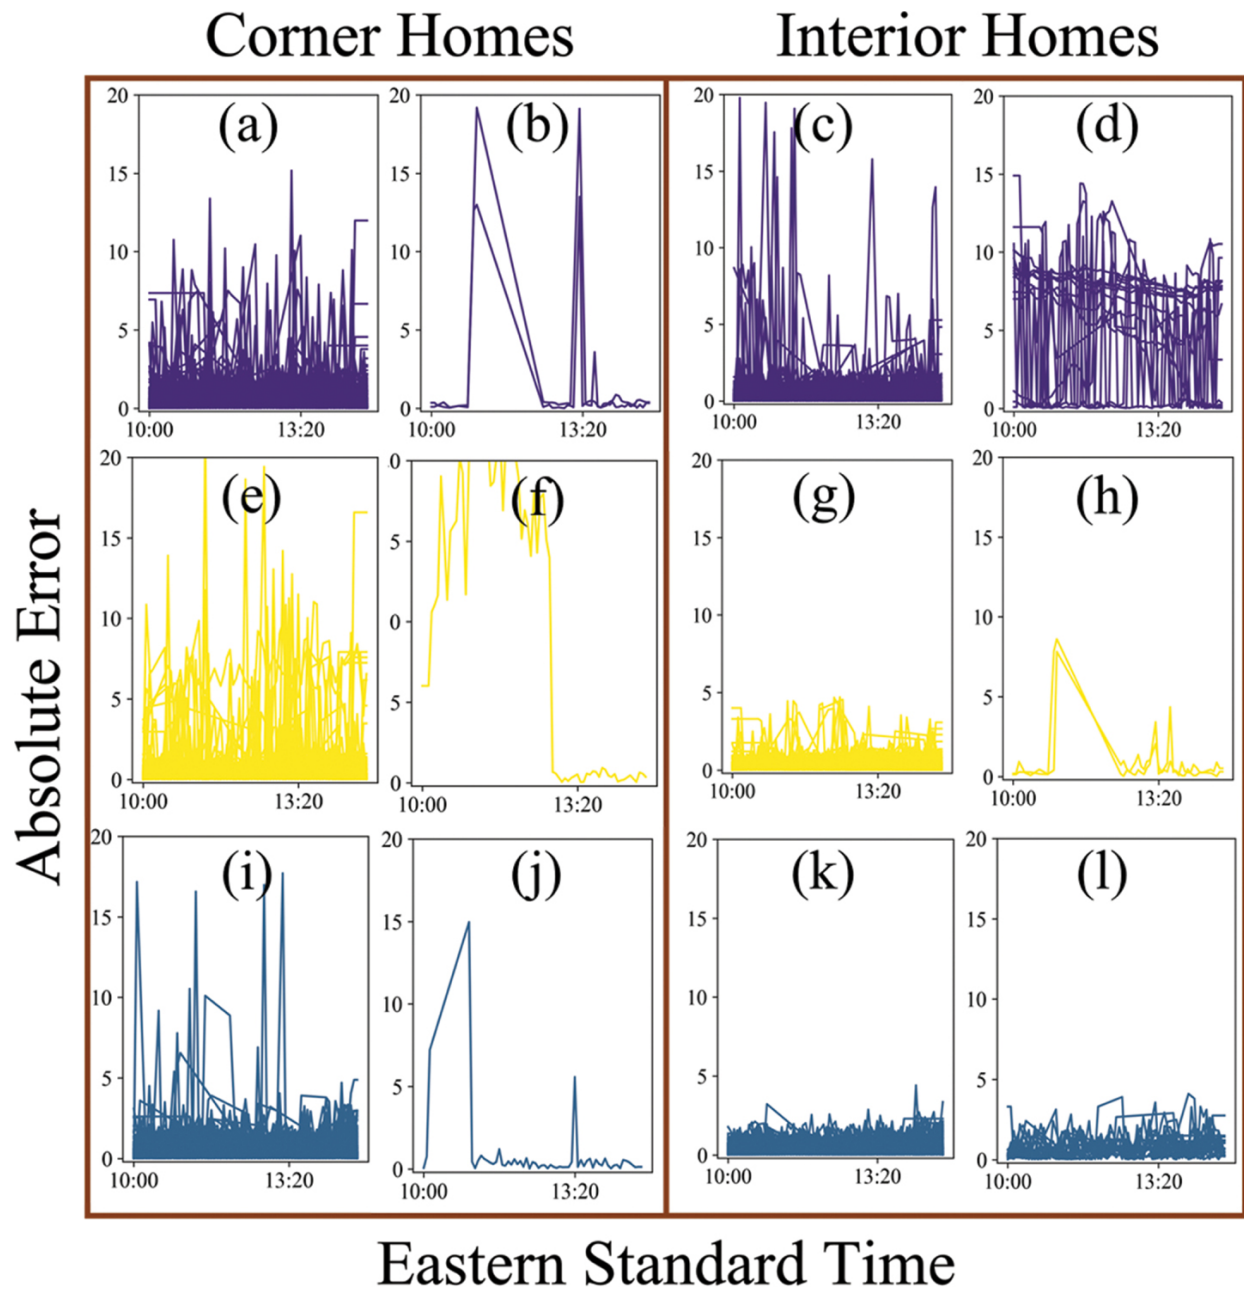 Corner Homes Interior Homes
Absolute Error
(a) (b) (c) (d)
20 20 20 20
15 15 15 15
10 10 10 10
5 5 5 5
0 0 0 0
10:00 13:20 10:00 13:20 10:00 13:20 10:00 13:20
(e) (f) (g) (h)
20 .0 20 20
15 5 15 15
10 0 10 10
5 5 5 5
0 0 0 0
10:00 13:20 10:00 13:20 10:00 13:20 10:00 13:20
(i) (j) (k) (l)
20 20 20 20
15 15 15 15
10 10 10 10
5 5 5 5
0 0 0 0
10:00 13:20 10:00 13:20 10:00 13:20 10:00 13:20
Eastern Standard Time